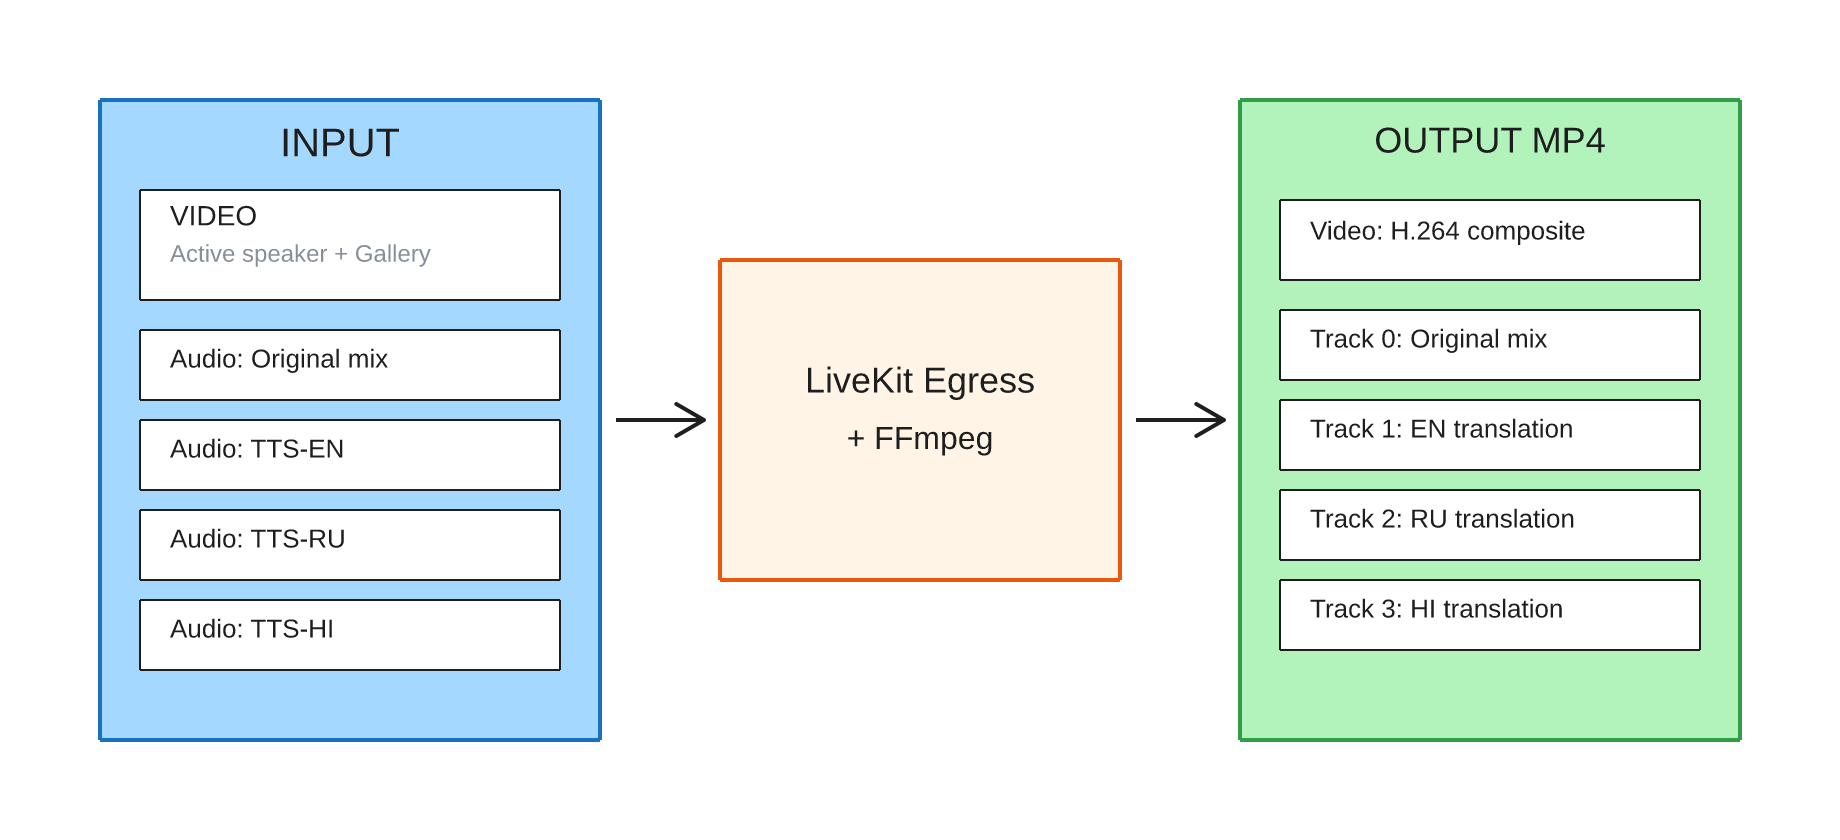 INPUT
VIDEO
Active speaker + Gallery
Audio: Original mix
Audio: TTS-EN
Audio: TTS-RU
Audio: TTS-HI
LiveKit Egress
+ FFmpeg
OUTPUT MP4
Video: H.264 composite
Track 0: Original mix
Track 1: EN translation
Track 2: RU translation
Track 3: HI translation